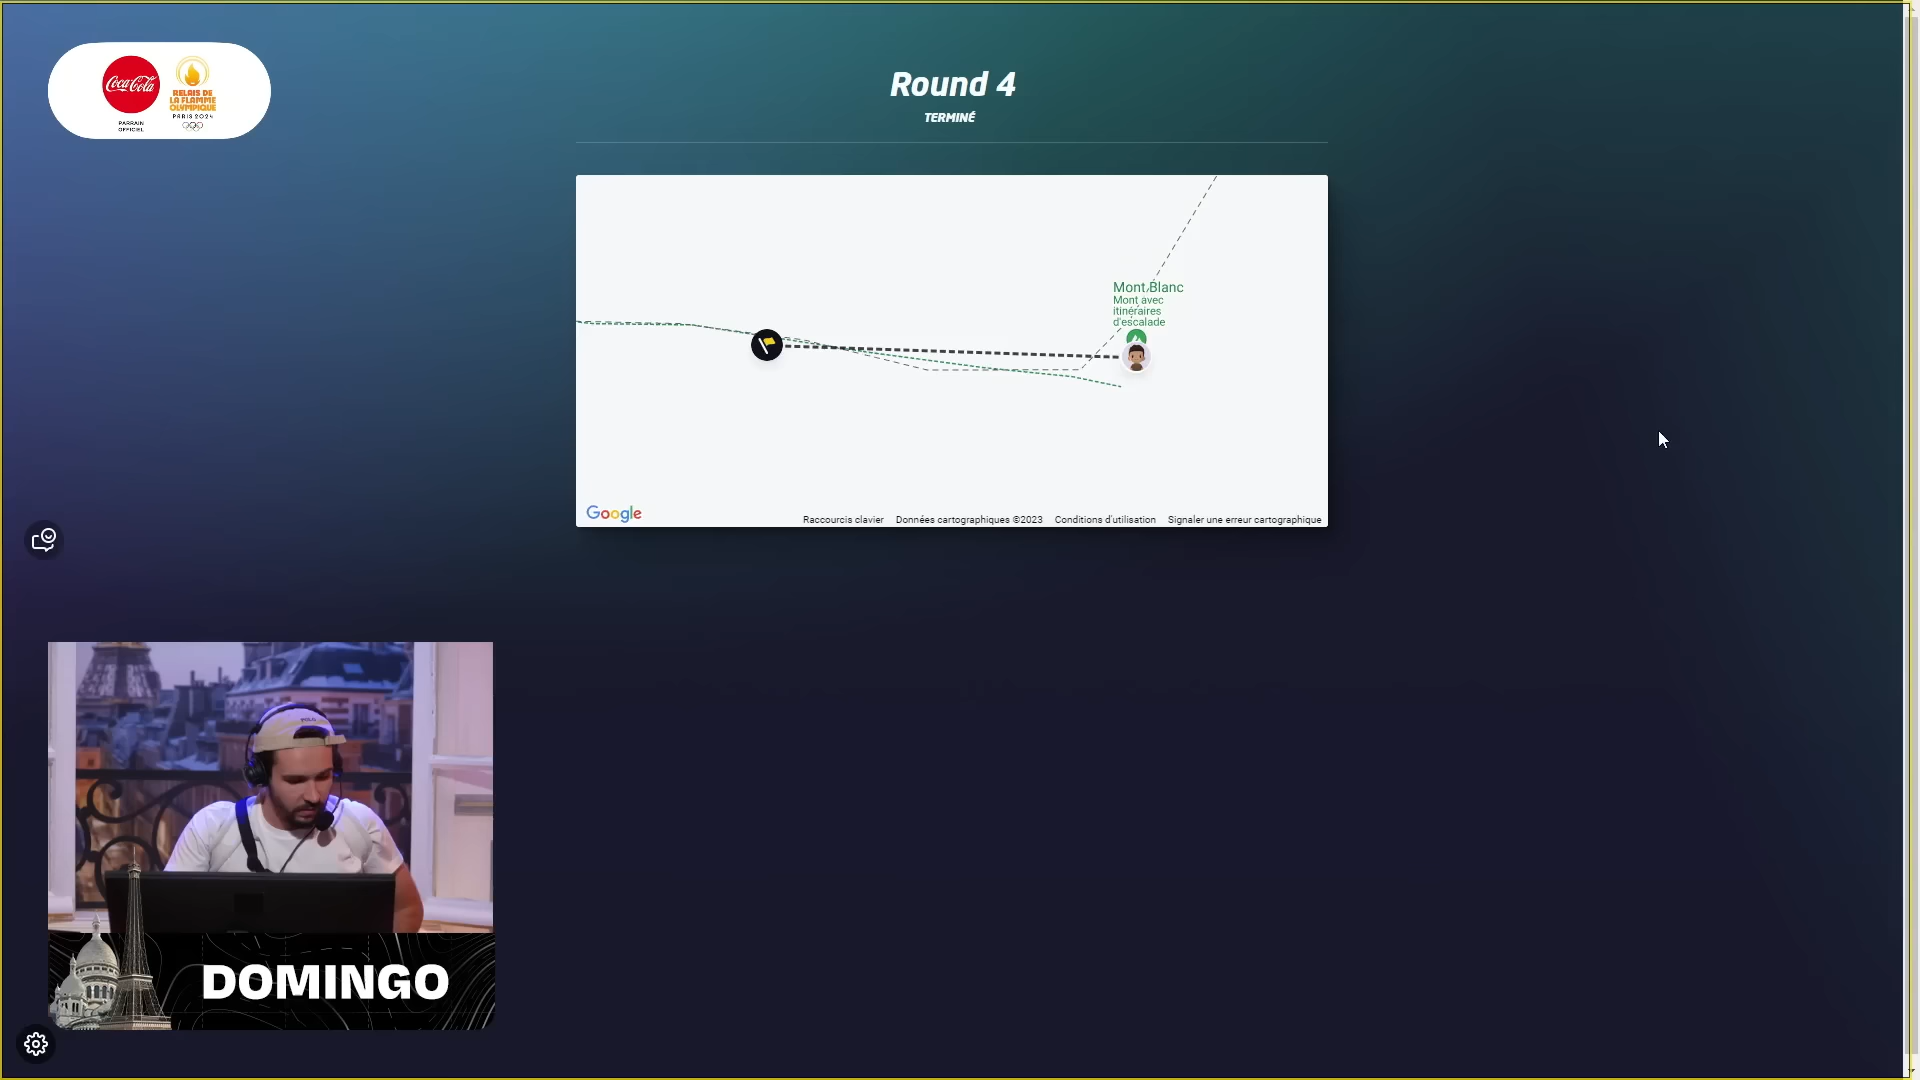 Coca-Cola
PARRAIN
OFFICIEL
RELAIS DE
LA FLAMME
OLYMPIQUE
PARIS 2024
Round 4
TERMINÉ
Mont Blanc
Mont avec
itinéraires
d'escalade
Google
Raccourcis clavier
Données cartographiques ©2023
Conditions d'utilisation
Signaler une erreur cartographique
POLO
DOMINGO